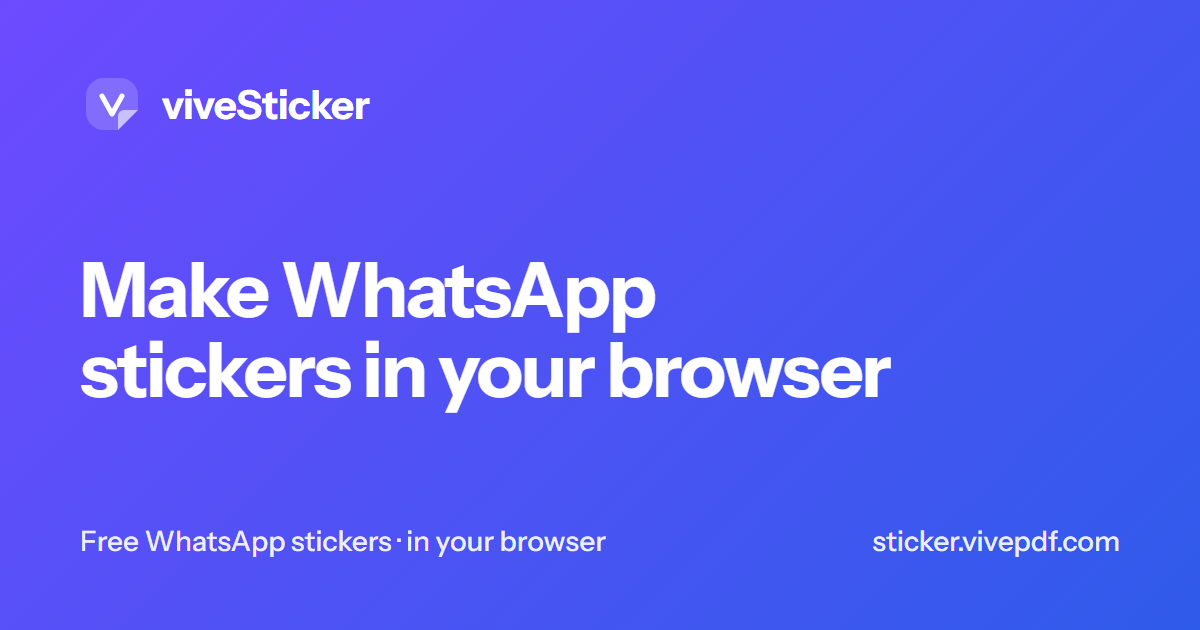 viveSticker
Make WhatsApp
stickers in your browser
Free WhatsApp stickers · in your browser
sticker.vivepdf.com